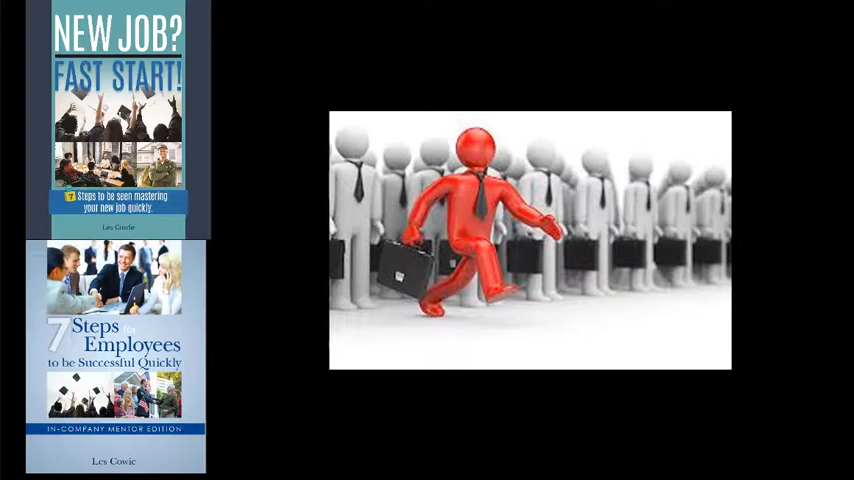 NEW JOB?
FAST START!
7 Steps to be seen mastering
your new job quickly.
Les Cowie
7 Steps for
Employees
to be Successful Quickly
IN-COMPANY MENTOR EDITION
Les Cowie